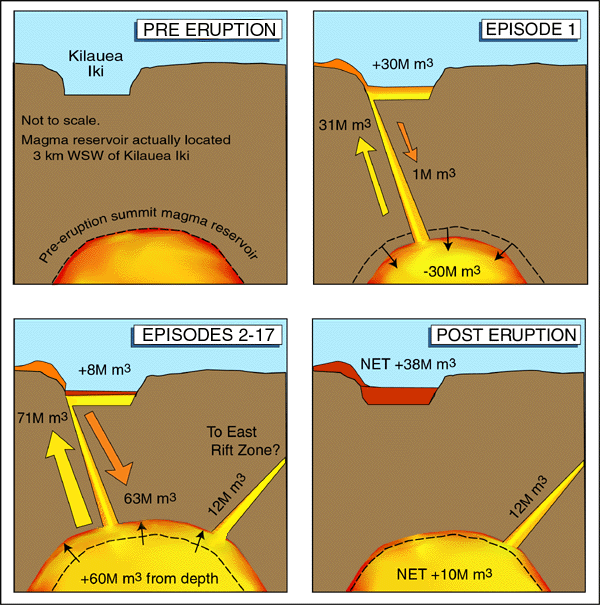 PRE ERUPTION
Kilauea
Iki
Not to scale.
Magma reservoir actually located
3 km WSW of Kilauea Iki
Pre-eruption summit magma reservoir
EPISODE 1
+30M m3
31M m3
1M m3
-30M m3
EPISODES 2-17
+8M m3
71M m3
To East
Rift Zone?
63M m3
12M m3
+60M m3 from depth
POST ERUPTION
NET +38M m3
12M m3
NET +10M m3